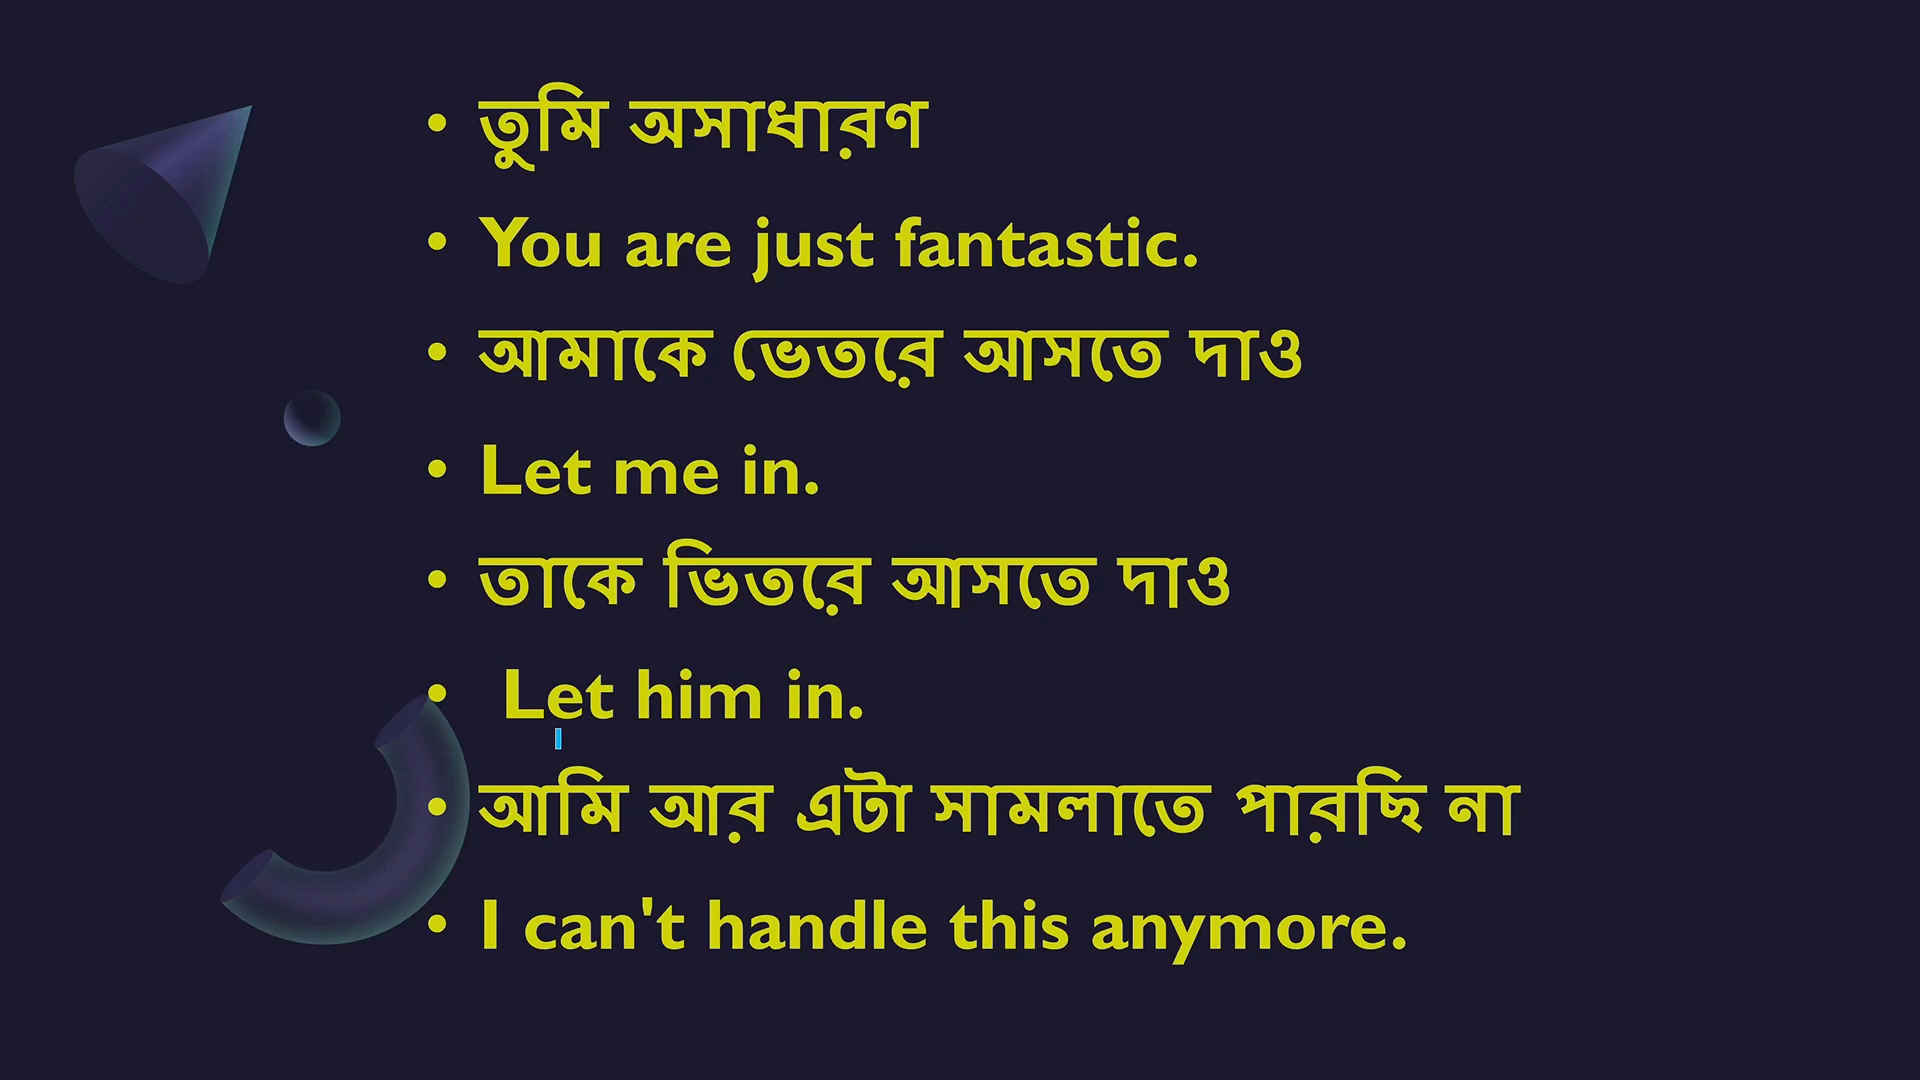 • তুমি অসাধারণ
• You are just fantastic.
• আমাকে ভেতরে আসতে দাও
• Let me in.
• তাকে ভিতরে আসতে দাও
• Let him in.
• আমি আর এটা সামলাতে পারছি না
• I can't handle this anymore.